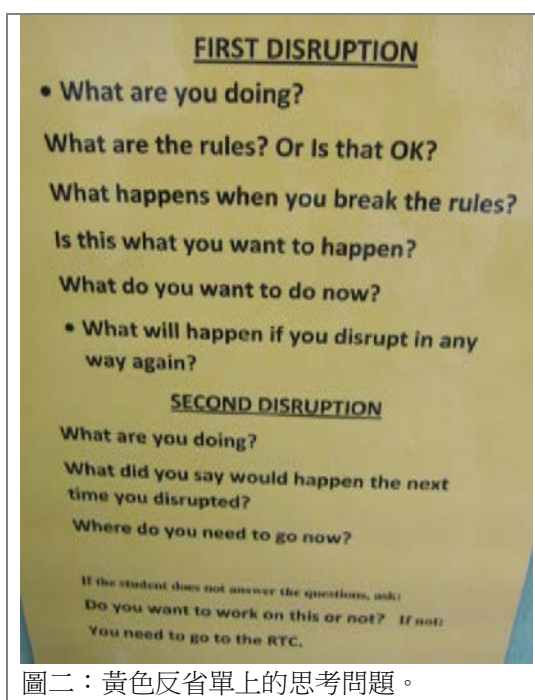 FIRST DISRUPTION
• What are you doing?
What are the rules? Or Is that OK?
What happens when you break the rules?
Is this what you want to happen?
What do you want to do now?
• What will happen if you disrupt in any
way again?
SECOND DISRUPTION
What are you doing?
What did you say would happen the next
time you disrupted?
Where do you need to go now?
If the student does not answer the questions, ask:
Do you want to work on this or not? If not:
You need to go to the RTC.
圖二：黃色反省單上的思考問題。